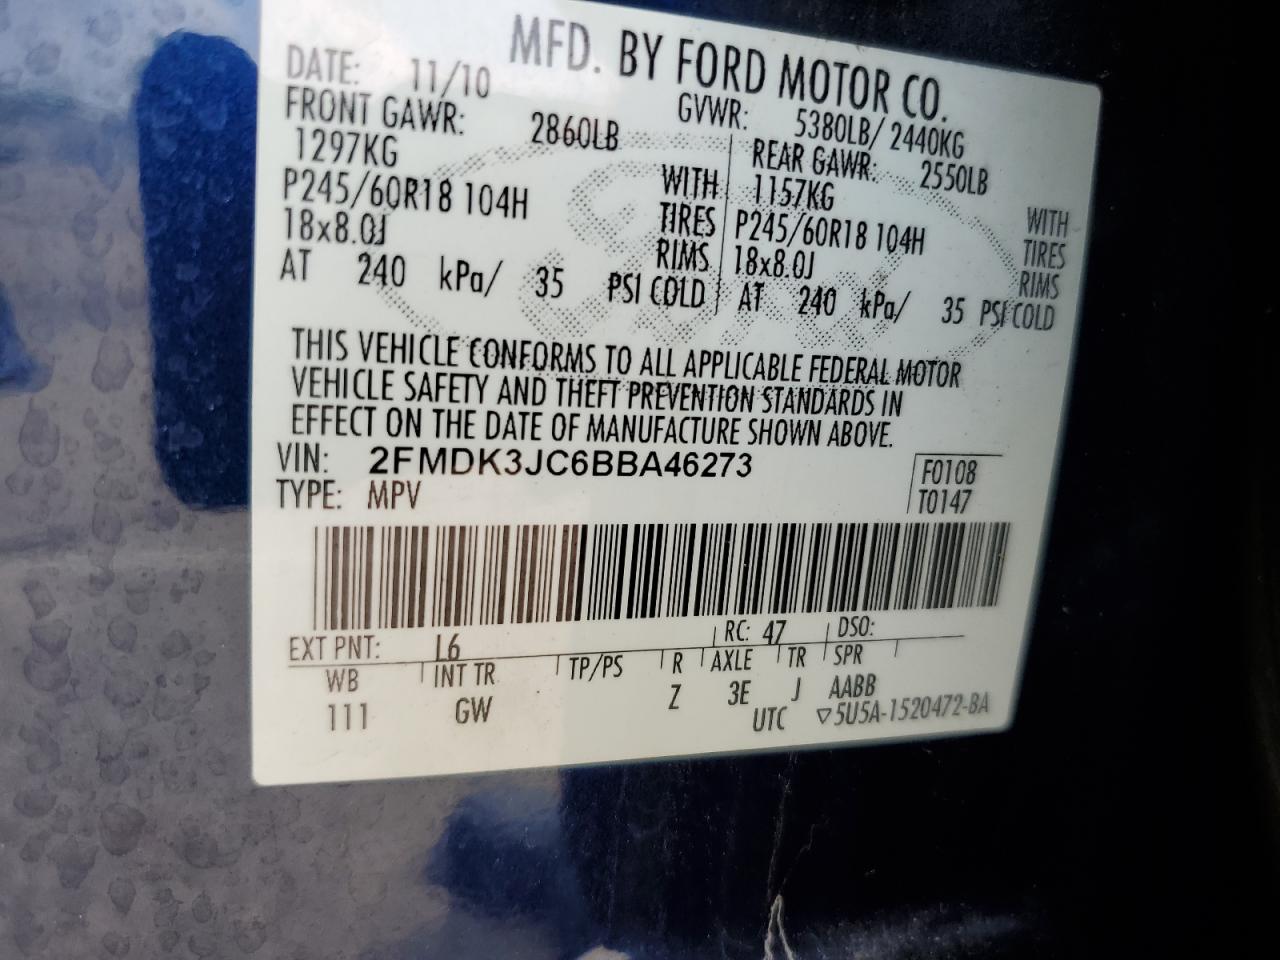 MFD. BY FORD MOTOR CO.
DATE: 11/10 GVWR: 5380LB/ 2440KG
FRONT GAWR: 2860LB REAR GAWR: 2550LB
1297KG WITH 1157KG WITH
P245/60R18 104H TIRES P245/60R18 104H TIRES
18x8.0J RIMS 18x8.0J RIMS
AT 240 kPa/ 35 PSI COLD AT 240 kPa/ 35 PSI COLD
THIS VEHICLE CONFORMS TO ALL APPLICABLE FEDERAL MOTOR
VEHICLE SAFETY AND THEFT PREVENTION STANDARDS IN
EFFECT ON THE DATE OF MANUFACTURE SHOWN ABOVE.
VIN: 2FMDK3JC6BBA46273 F0108
TYPE: MPV T0147
EXT PNT: L6 RC: 47 DSO:
WB INT TR TP/PS R AXLE TR SPR
111 GW Z 3E J AABB
UTC ▽5U5A-1520472-BA